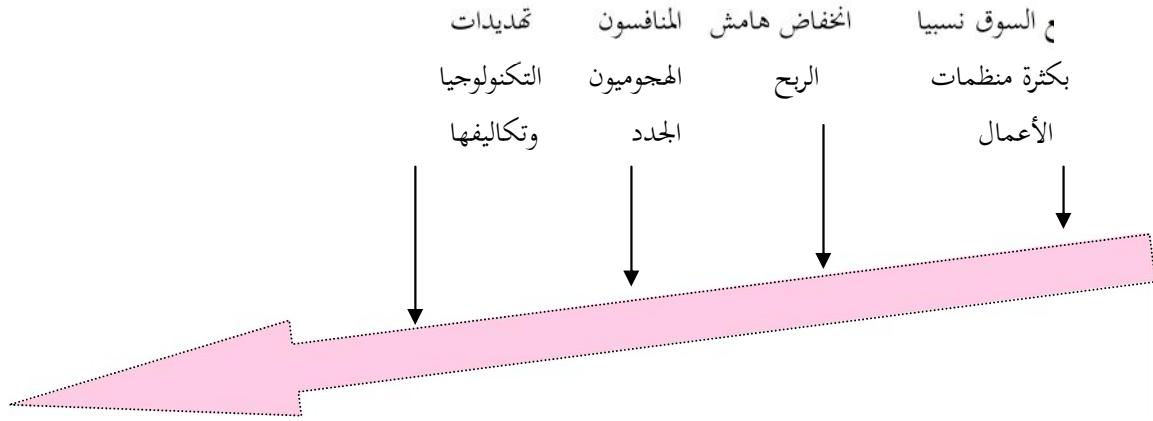 السوق نسبيا
بكثرة منظمات
الأعمال
انخفاض هامش
الربح
المنافسون
الهجوميون
الجدد
تهديدات
التكنولوجيا
وتكاليفها